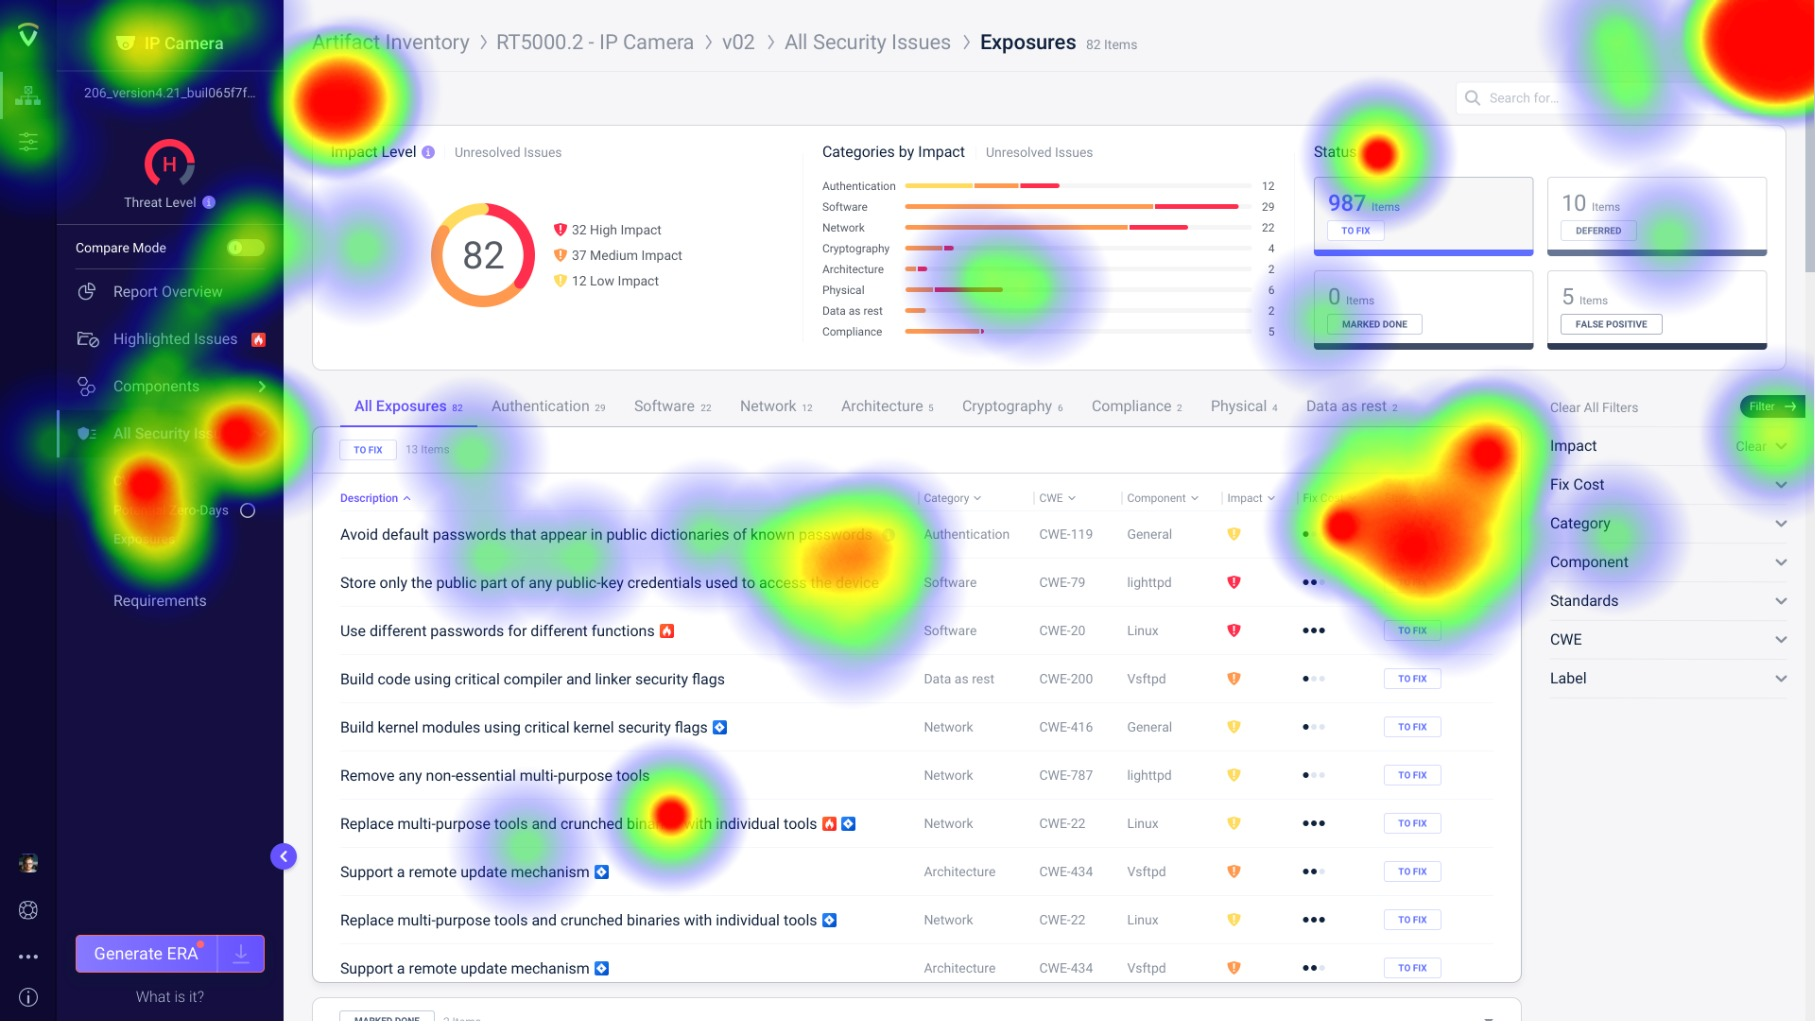 IP Camera
206_version4.21_buil065f7f...
H
Threat Level
Compare Mode
Report Overview
Highlighted Issues
Components
All Security Iss
Zero-Days
Exposures
Requirements
Generate ERA
What is it?
Artifact Inventory > RT5000.2 - IP Camera > v02 > All Security Issues > Exposures 82 Items
Search for...
Impact Level Unresolved Issues
82
32 High Impact
37 Medium Impact
12 Low Impact
Categories by Impact Unresolved Issues
Authentication 12
Software 29
Network 22
Cryptography 4
Architecture 2
Physical 6
Data as rest 2
Compliance 5
Status
987 Items
TO FIX
10 Items
DEFERRED
0 Items
MARKED DONE
5 Items
FALSE POSITIVE
All Exposures 82 Authentication 29 Software 22 Network 12 Architecture 5 Cryptography 6 Compliance 2 Physical 4 Data as rest 2
TO FIX 13 Items
Description Category CWE Component Impact Fix
Avoid default passwords that appear in public dictionaries of known passwords Authentication CWE-119 General
Store only the public part of any public-key credentials used to access the device Software CWE-79 lighttpd
Use different passwords for different functions Software CWE-20 Linux TO FIX
Build code using critical compiler and linker security flags Data as rest CWE-200 Vsftpd TO FIX
Build kernel modules using critical kernel security flags Network CWE-416 General TO FIX
Remove any non-essential multi-purpose tools Network CWE-787 lighttpd TO FIX
Replace multi-purpose tools and crunched binaries with individual tools Network CWE-22 Linux TO FIX
Support a remote update mechanism Architecture CWE-434 Vsftpd TO FIX
Replace multi-purpose tools and crunched binaries with individual tools Network CWE-22 Linux TO FIX
Support a remote update mechanism Architecture CWE-434 Vsftpd TO FIX
MARKED DONE 2 Items
Clear All Filters Filter
Impact Clear
Fix Cost
Category
Component
Standards
CWE
Label